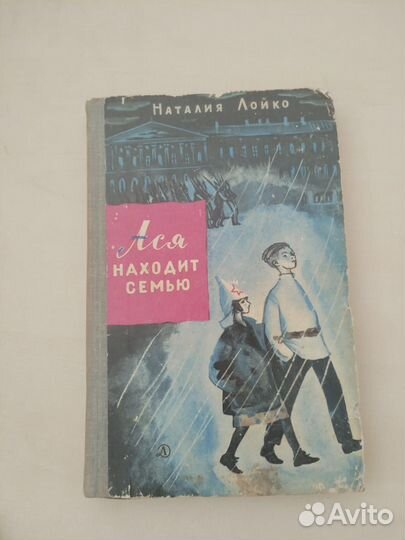 Наталия Лойко
Ася
находит
семью
Д
Avito